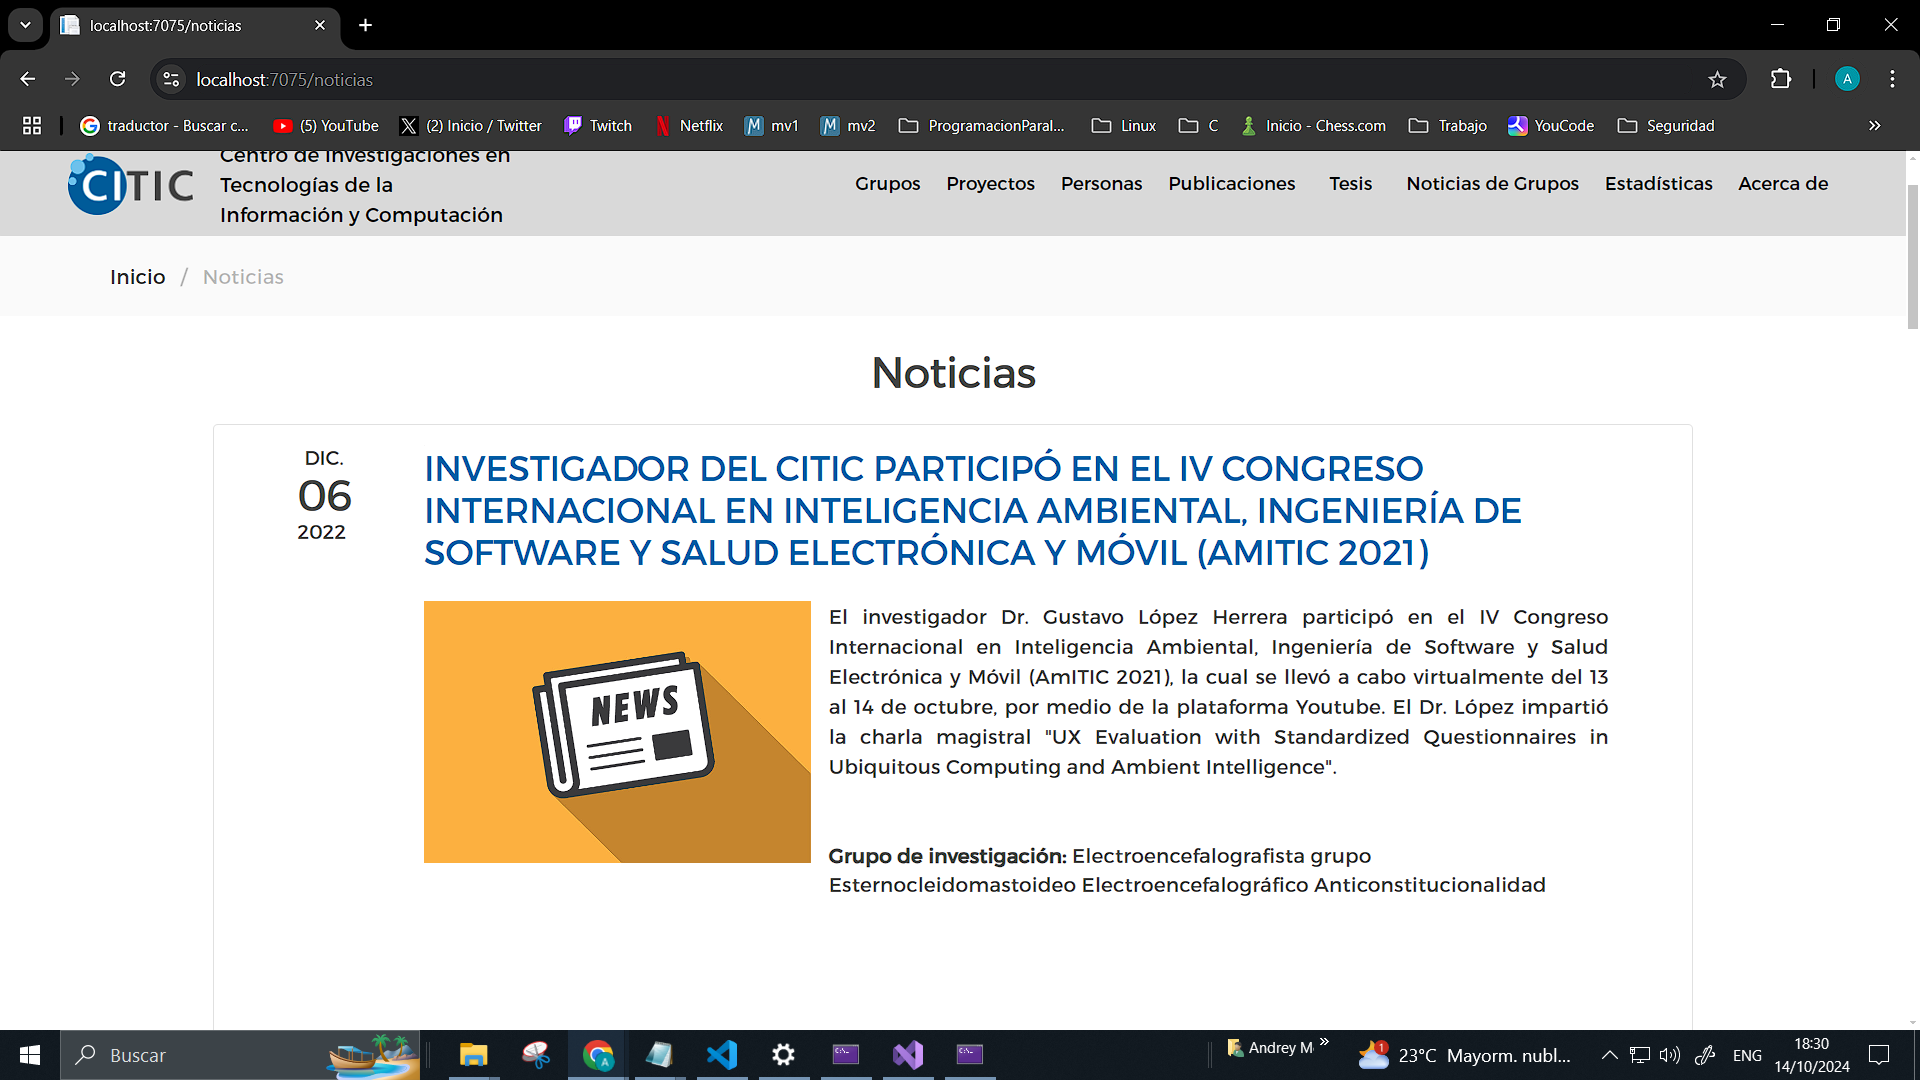 localhost:7075/noticias
localhost:7075/noticias
A
traductor - Buscar c... (5) YouTube (2) Inicio / Twitter Twitch Netflix mv1 mv2 ProgramacionParal... Linux C Inicio - Chess.com Trabajo YouCode Seguridad
CITIC
Centro de Investigaciones en
Tecnologías de la
Información y Computación
Grupos Proyectos Personas Publicaciones Tesis Noticias de Grupos Estadísticas Acerca de
Inicio / Noticias
Noticias
DIC.
06
2022
INVESTIGADOR DEL CITIC PARTICIPÓ EN EL IV CONGRESO
INTERNACIONAL EN INTELIGENCIA AMBIENTAL, INGENIERÍA DE
SOFTWARE Y SALUD ELECTRÓNICA Y MÓVIL (AMITIC 2021)
NEWS
El investigador Dr. Gustavo López Herrera participó en el IV Congreso
Internacional en Inteligencia Ambiental, Ingeniería de Software y Salud
Electrónica y Móvil (AmITIC 2021), la cual se llevó a cabo virtualmente del 13
al 14 de octubre, por medio de la plataforma Youtube. El Dr. López impartió
la charla magistral "UX Evaluation with Standardized Questionnaires in
Ubiquitous Computing and Ambient Intelligence".
Grupo de investigación: Electroencefalografista grupo
Esternocleidomastoideo Electroencefalográfico Anticonstitucionalidad
Buscar
Andrey M
1
23°C Mayorm. nubl...
ENG
18:30
14/10/2024